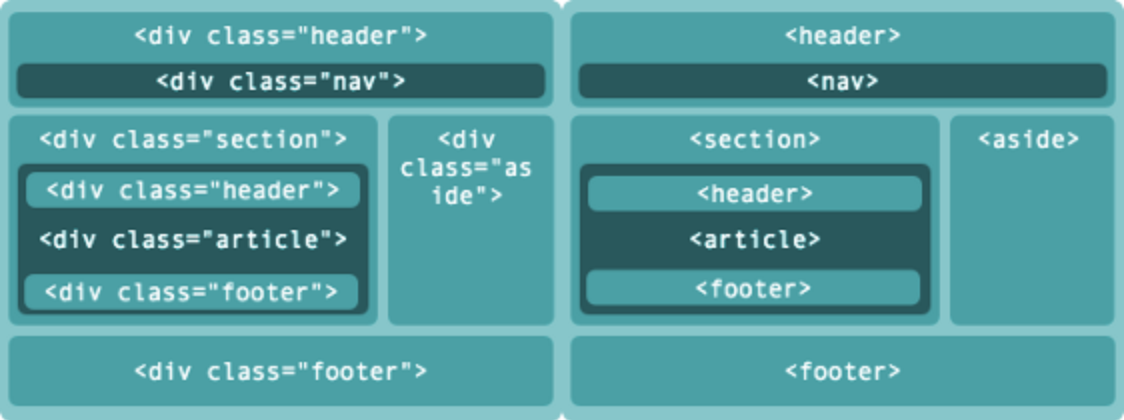 <div class="header">
<div class="nav">
<div class="section">
<div class="header">
<div class="article">
<div class="footer">
<div
class="as
ide">
<div class="footer">
<header>
<nav>
<section>
<header>
<article>
<footer>
<aside>
<footer>